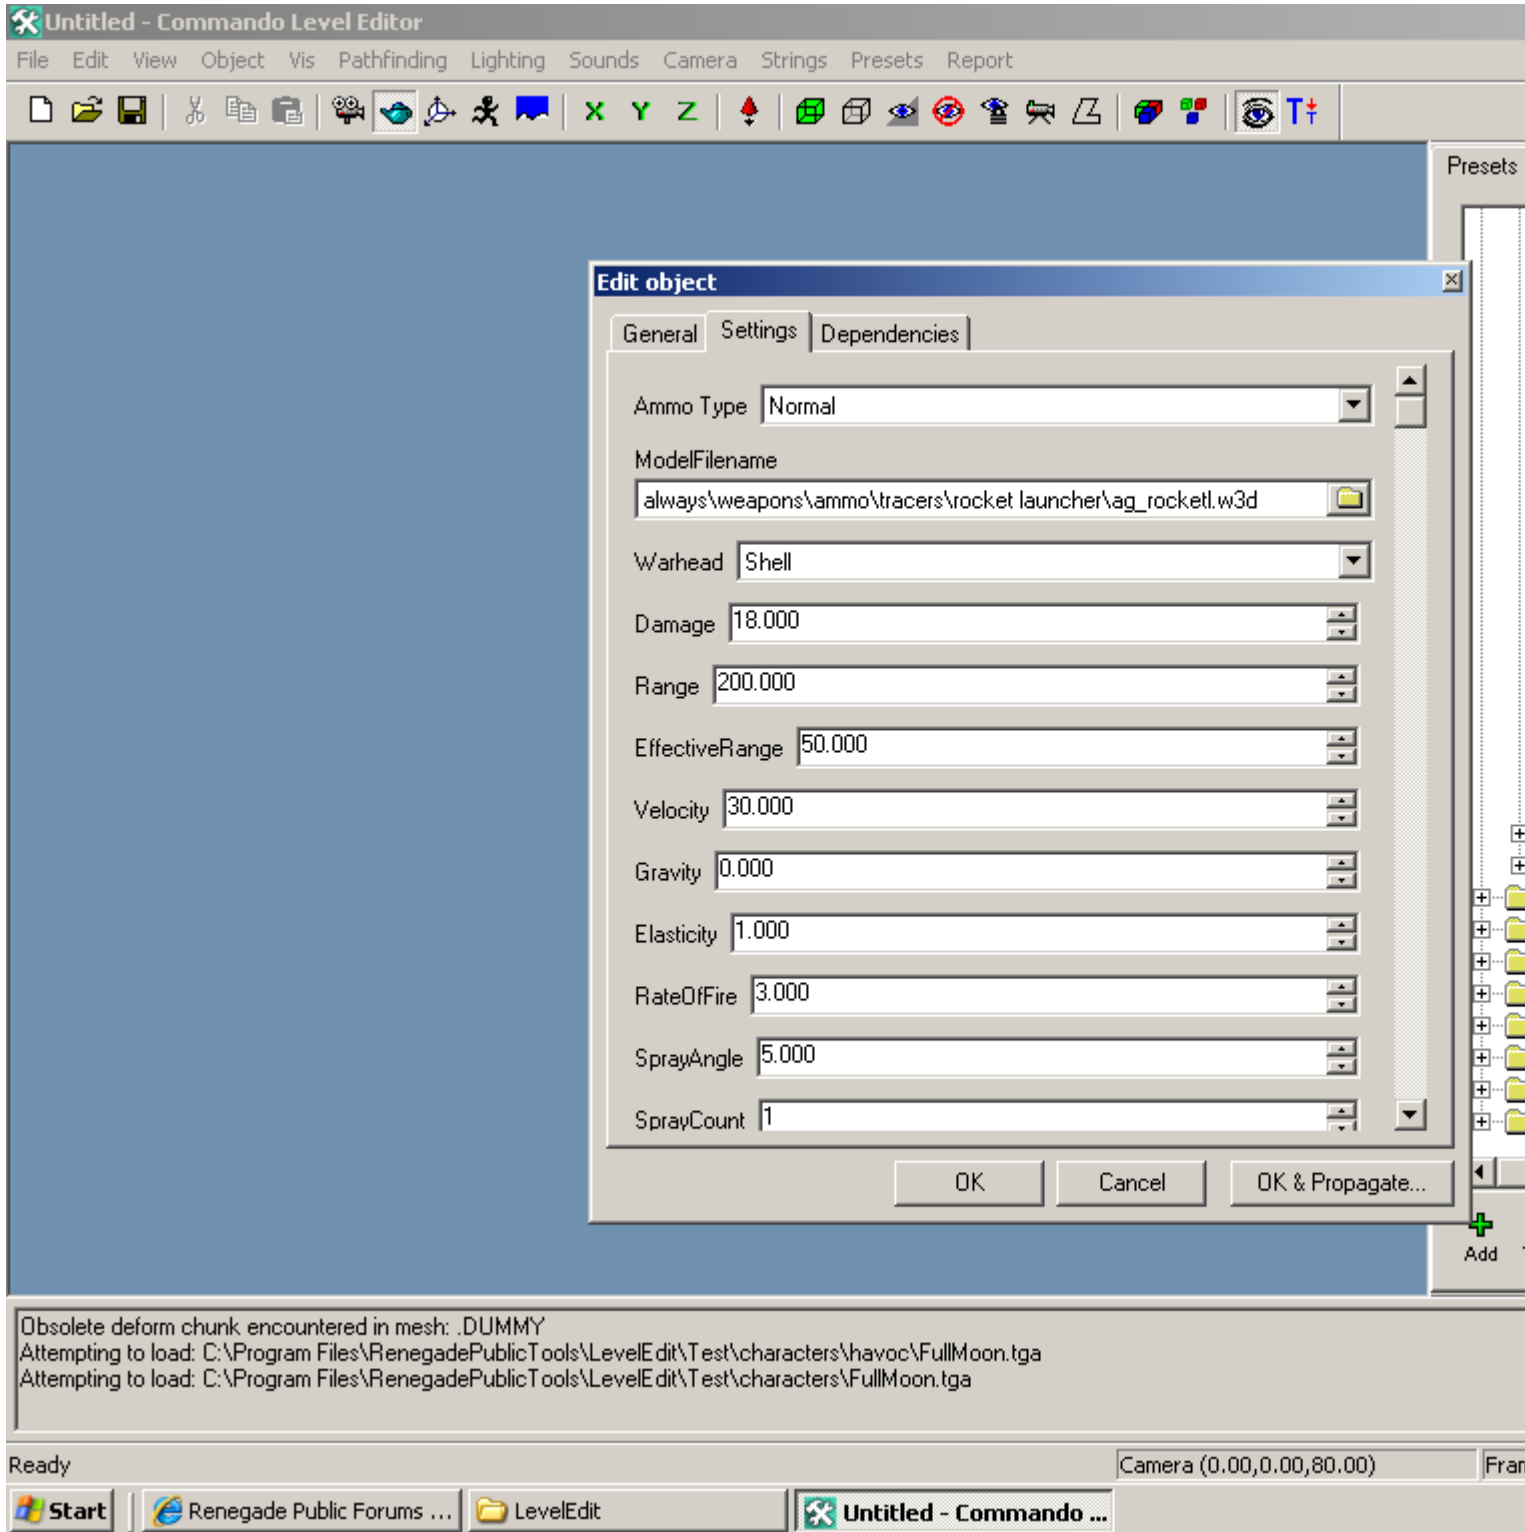 Untitled - Commando Level Editor
File Edit View Object Vis Pathfinding Lighting Sounds Camera Strings Presets Report
X Y Z
Presets
Edit object
General Settings Dependencies
Ammo Type Normal
ModelFilename
always\weapons\ammo\tracers\rocket launcher\ag_rocketl.w3d
Warhead Shell
Damage 18.000
Range 200.000
EffectiveRange 50.000
Velocity 30.000
Gravity 0.000
Elasticity 1.000
RateOfFire 3.000
SprayAngle 5.000
SprayCount 1
OK Cancel OK & Propagate...
Add
Obsolete deform chunk encountered in mesh: .DUMMY
Attempting to load: C:\Program Files\RenegadePublicTools\LevelEdit\Test\characters\havoc\FullMoon.tga
Attempting to load: C:\Program Files\RenegadePublicTools\LevelEdit\Test\characters\FullMoon.tga
Ready Camera (0.00,0.00,80.00)
Start Renegade Public Forums ... LevelEdit Untitled - Commando ...